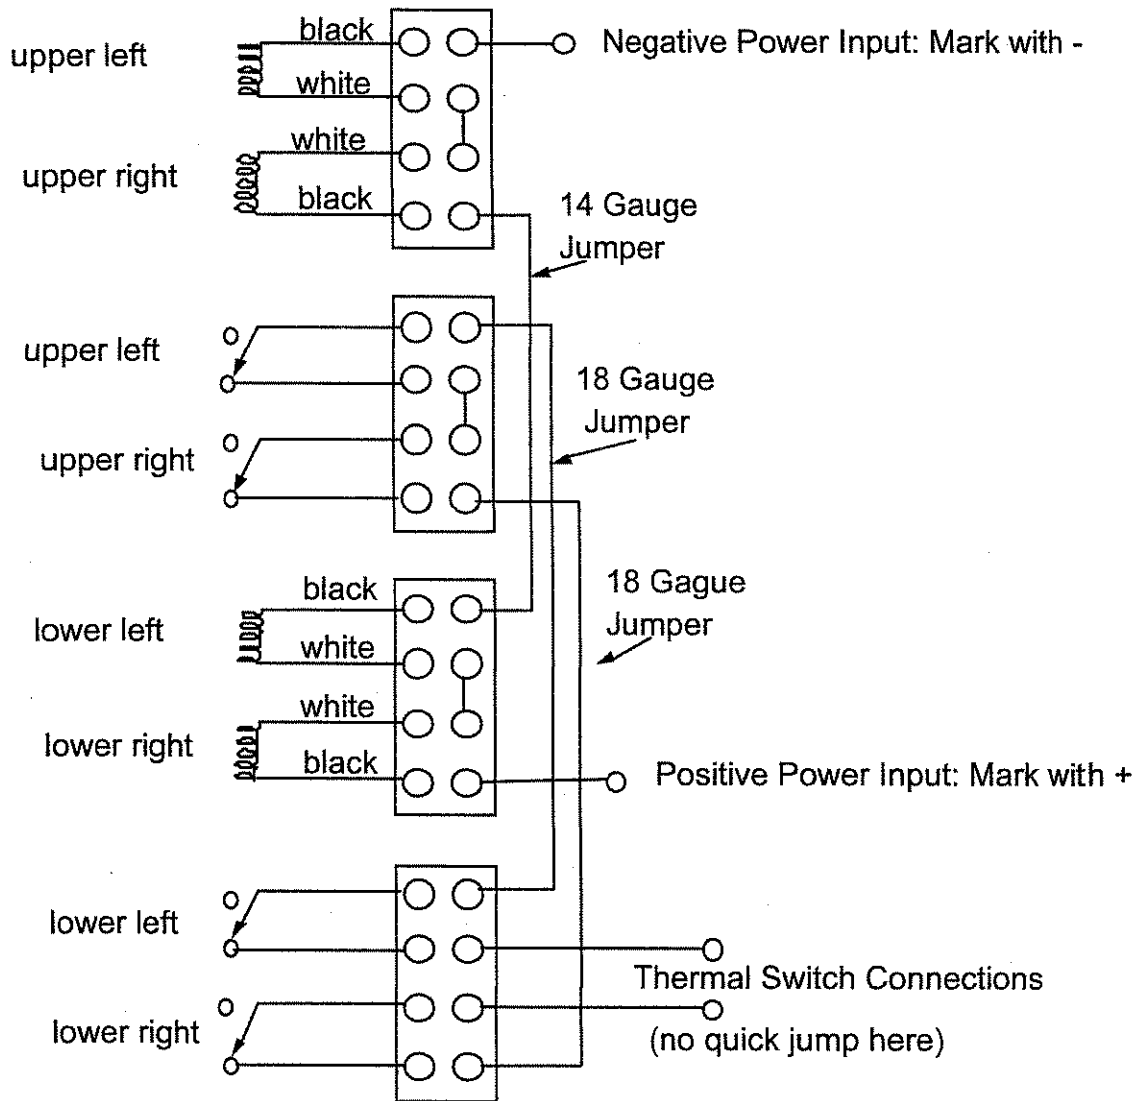 black
upper left
Negative Power Input: Mark with -
white
white
upper right
black
14 Gauge
Jumper
upper left
18 Gauge
Jumper
upper right
black
18 Gague
Jumper
lower left
white
white
lower right
black
Positive Power Input: Mark with +
lower left
Thermal Switch Connections
lower right
(no quick jump here)